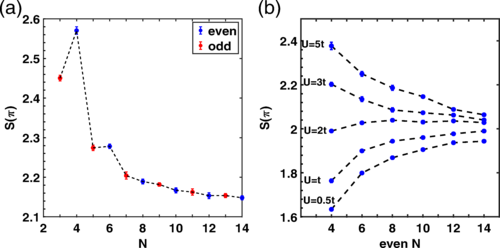 (a)
S(π)
2.6
2.5
2.4
2.3
2.2
2.1
2 4 6 8 10 12 14
N
even
odd
(b)
S(π)
2.4
2.2
2
1.8
1.6
4 6 8 10 12 14
even N
U=5t
U=3t
U=2t
U=t
U=0.5t